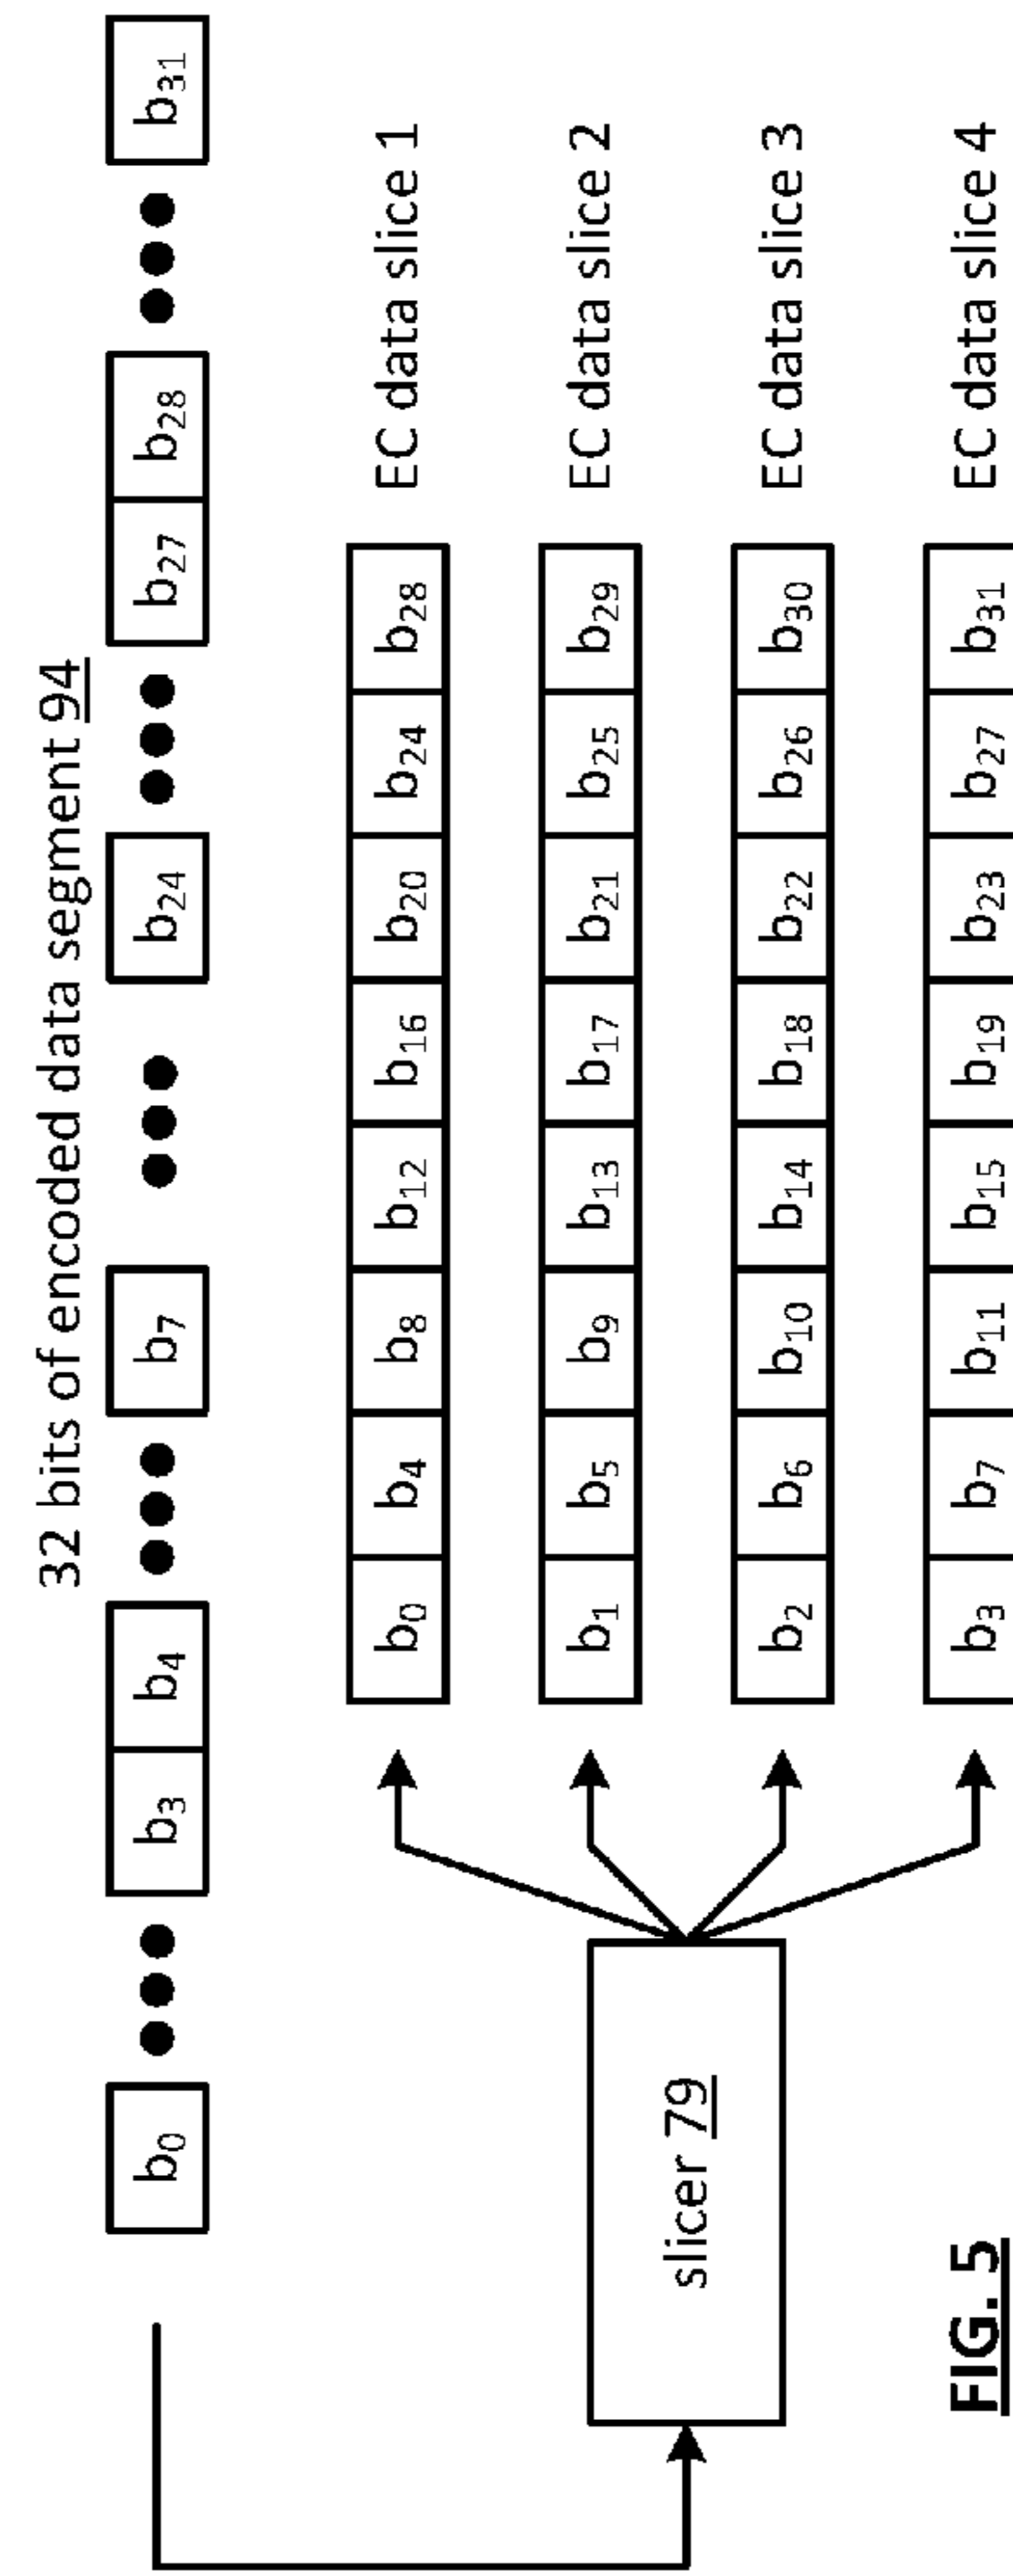 32 bits of encoded data segment 94
b0 b3 b4 b7 b24 b27 b28 b31
b0 b4 b8 b12 b16 b20 b24 b28 EC data slice 1
b1 b5 b9 b13 b17 b21 b25 b29 EC data slice 2
slicer 79
b2 b6 b10 b14 b18 b22 b26 b30 EC data slice 3
b3 b7 b11 b15 b19 b23 b27 b31 EC data slice 4
FIG. 5